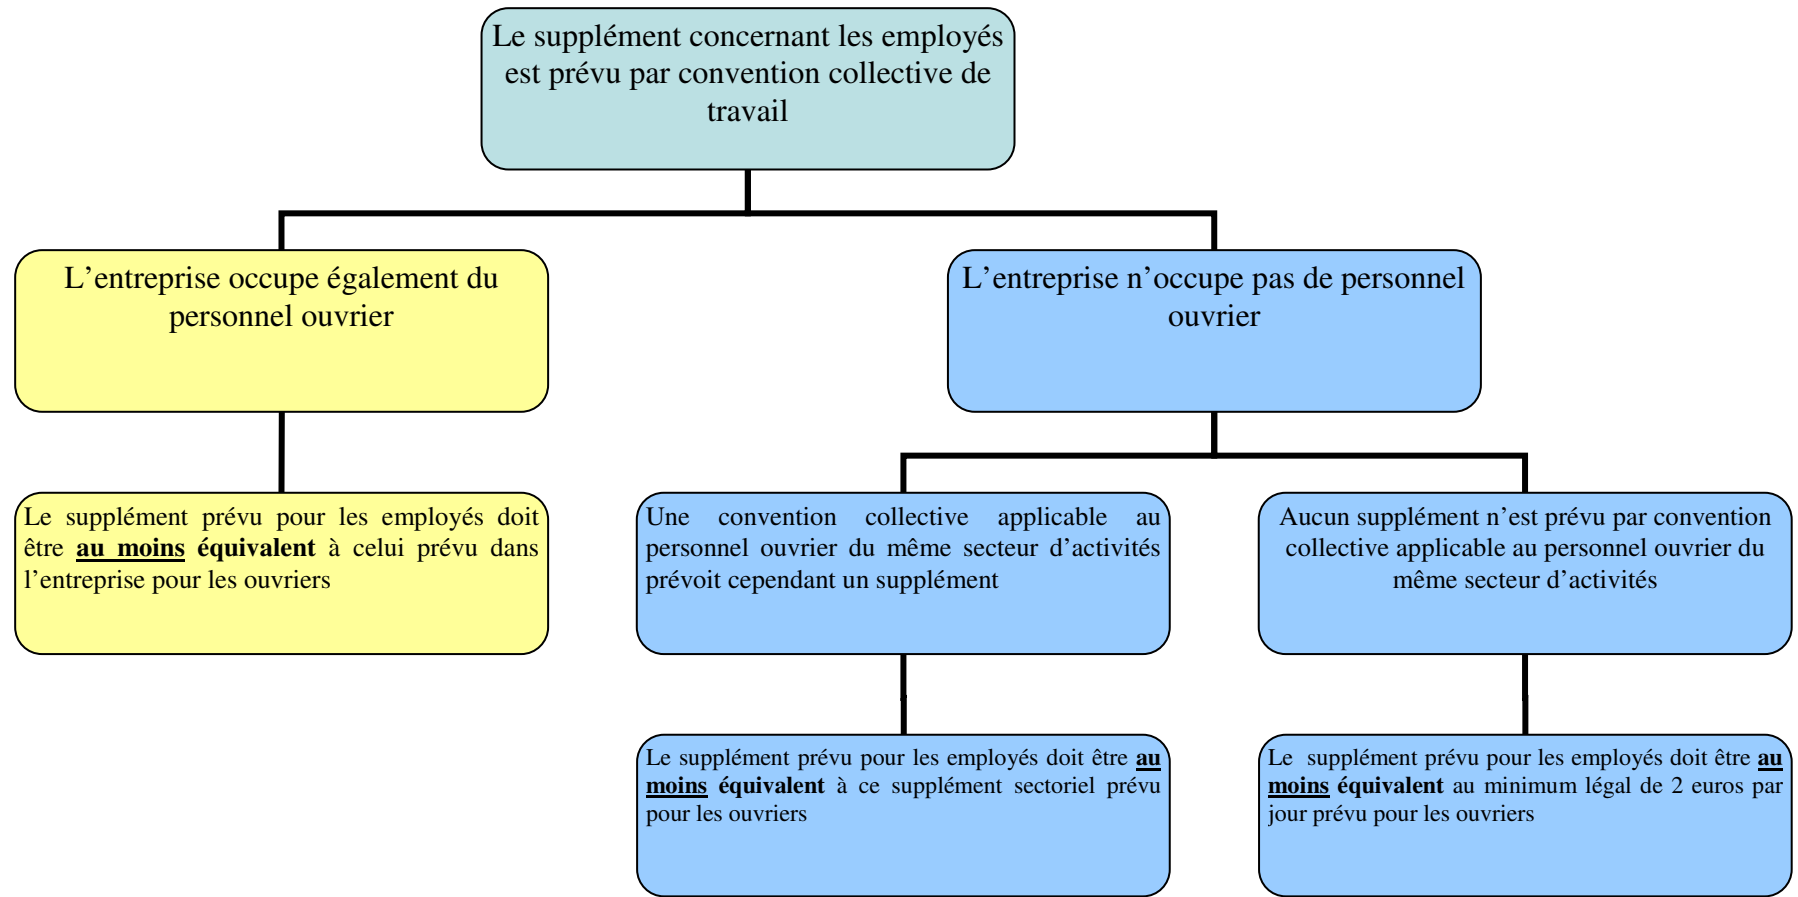 Le supplément concernant les employés
est prévu par convention collective de
travail
L’entreprise occupe également du
personnel ouvrier
L’entreprise n’occupe pas de personnel
ouvrier
Le supplément prévu pour les employés doit
être au moins équivalent à celui prévu dans
l’entreprise pour les ouvriers
Une convention collective applicable au
personnel ouvrier du même secteur d’activités
prévoit cependant un supplément
Aucun supplément n’est prévu par convention
collective applicable au personnel ouvrier du
même secteur d’activités
Le supplément prévu pour les employés doit être au
moins équivalent à ce supplément sectoriel prévu
pour les ouvriers
Le supplément prévu pour les employés doit être au
moins équivalent au minimum légal de 2 euros par
jour prévu pour les ouvriers